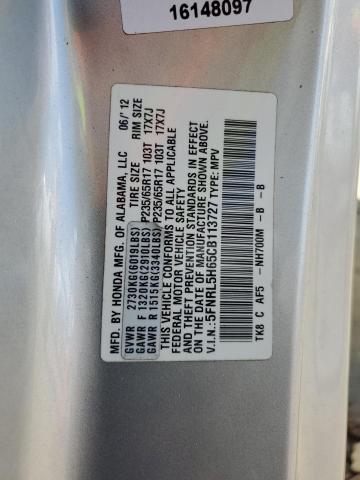 16148097
MFD. BY HONDA MFG. OF ALABAMA, LLC 06/'12
TIRE SIZE RIM SIZE
GVWR 2730KG(6019LBS)
GAWR F 1320KG(2910LBS) P235/65R17 103T 17X7J
GAWR R 1515KG(3340LBS) P235/65R17 103T 17X7J
THIS VEHICLE CONFORMS TO ALL APPLICABLE
FEDERAL MOTOR VEHICLE SAFETY
AND THEFT PREVENTION STANDARDS IN EFFECT
ON THE DATE OF MANUFACTURE SHOWN ABOVE.
V.I.N.:5FNRL5H65CB113727 TYPE: MPV
TK8 C AF5 -NH700M - B - B